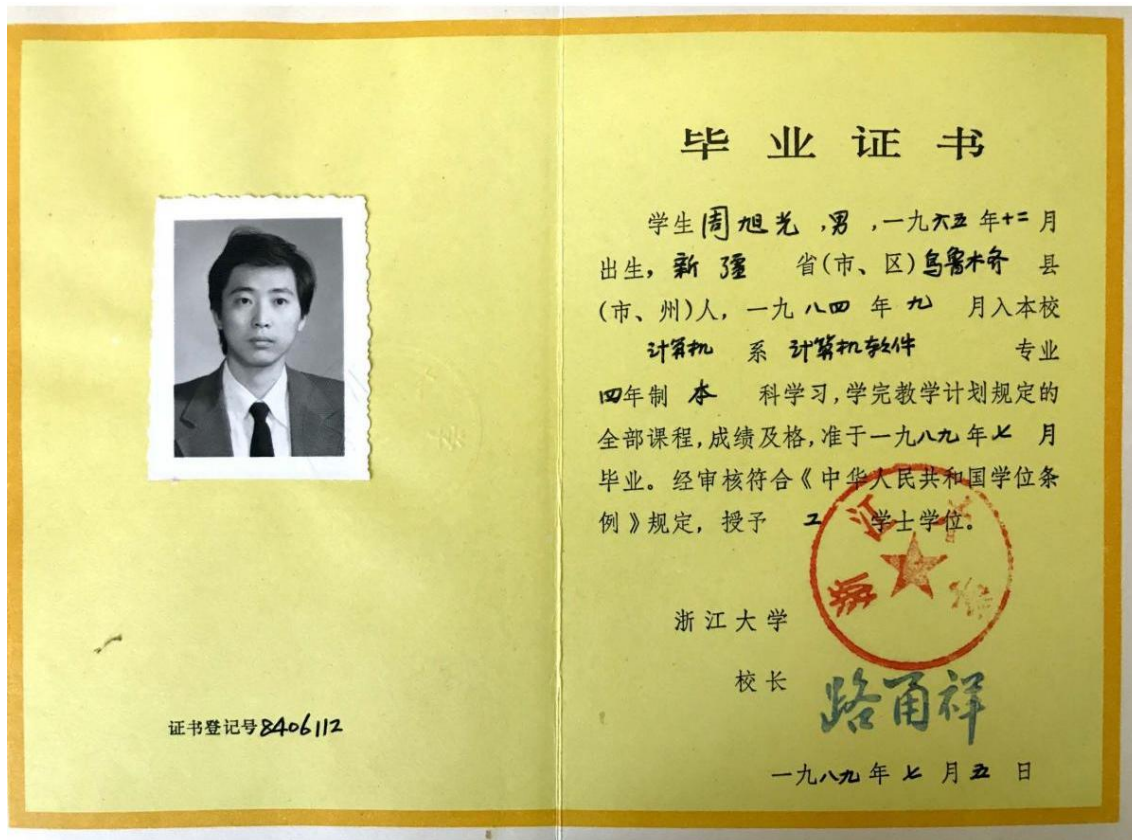 证书登记号8406112
毕业证书
学生周旭光,男,一九六五年十二月
出生,新疆 省(市、区)乌鲁木齐 县
(市、州)人,一九八四年九 月入本校
计算机 系 计算机软件 专业
四年制 本 科学习,学完教学计划规定的
全部课程,成绩及格,准于一九八九年七 月
毕业。经审核符合《中华人民共和国学位条
例》规定,授予 工 学士学位。
浙江大学
浙江大学
校长
路甬祥
一九八九年七月五日